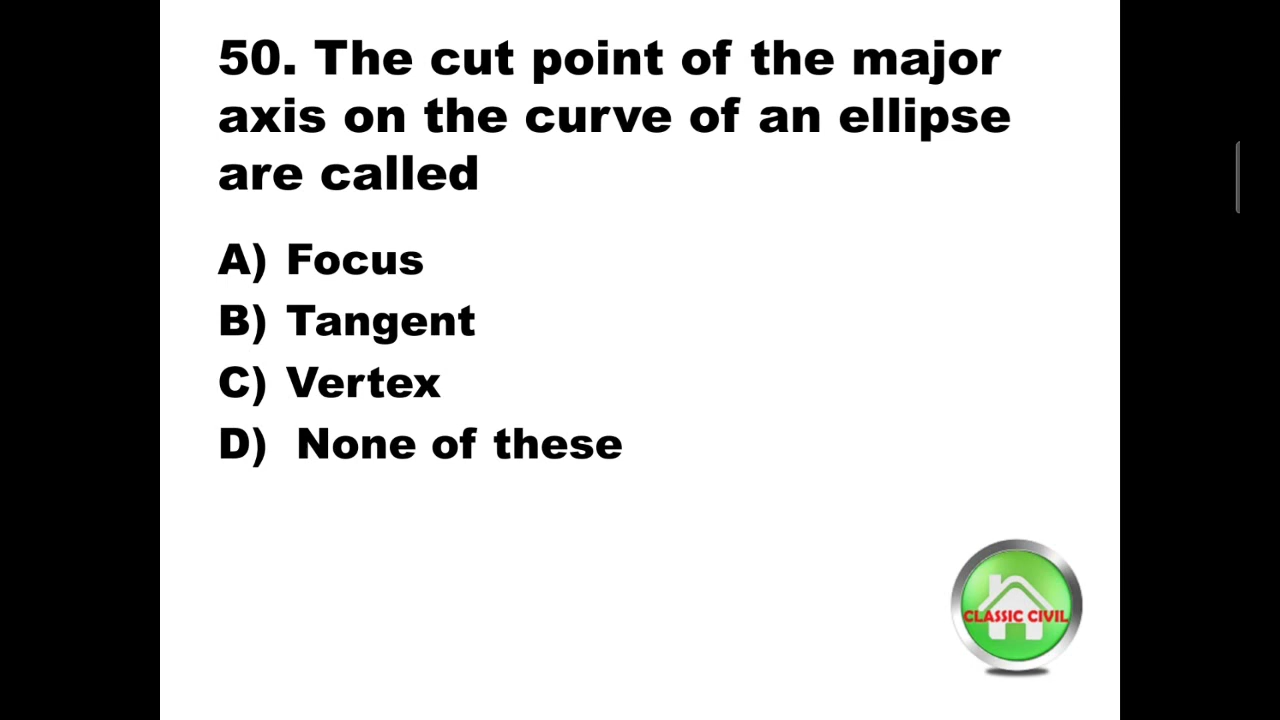 50. The cut point of the major
axis on the curve of an ellipse
are called
A) Focus
B) Tangent
C) Vertex
D) None of these
CLASSIC CIVIL